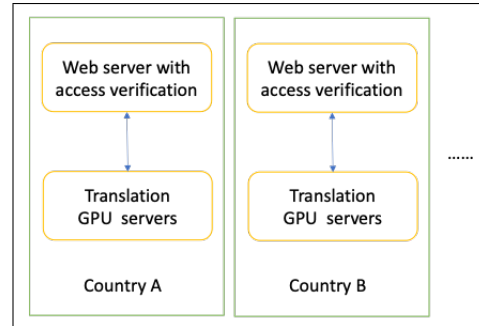 Web server with
access verification
Translation
GPU servers
Country A
Web server with
access verification
Translation
GPU servers
Country B
......